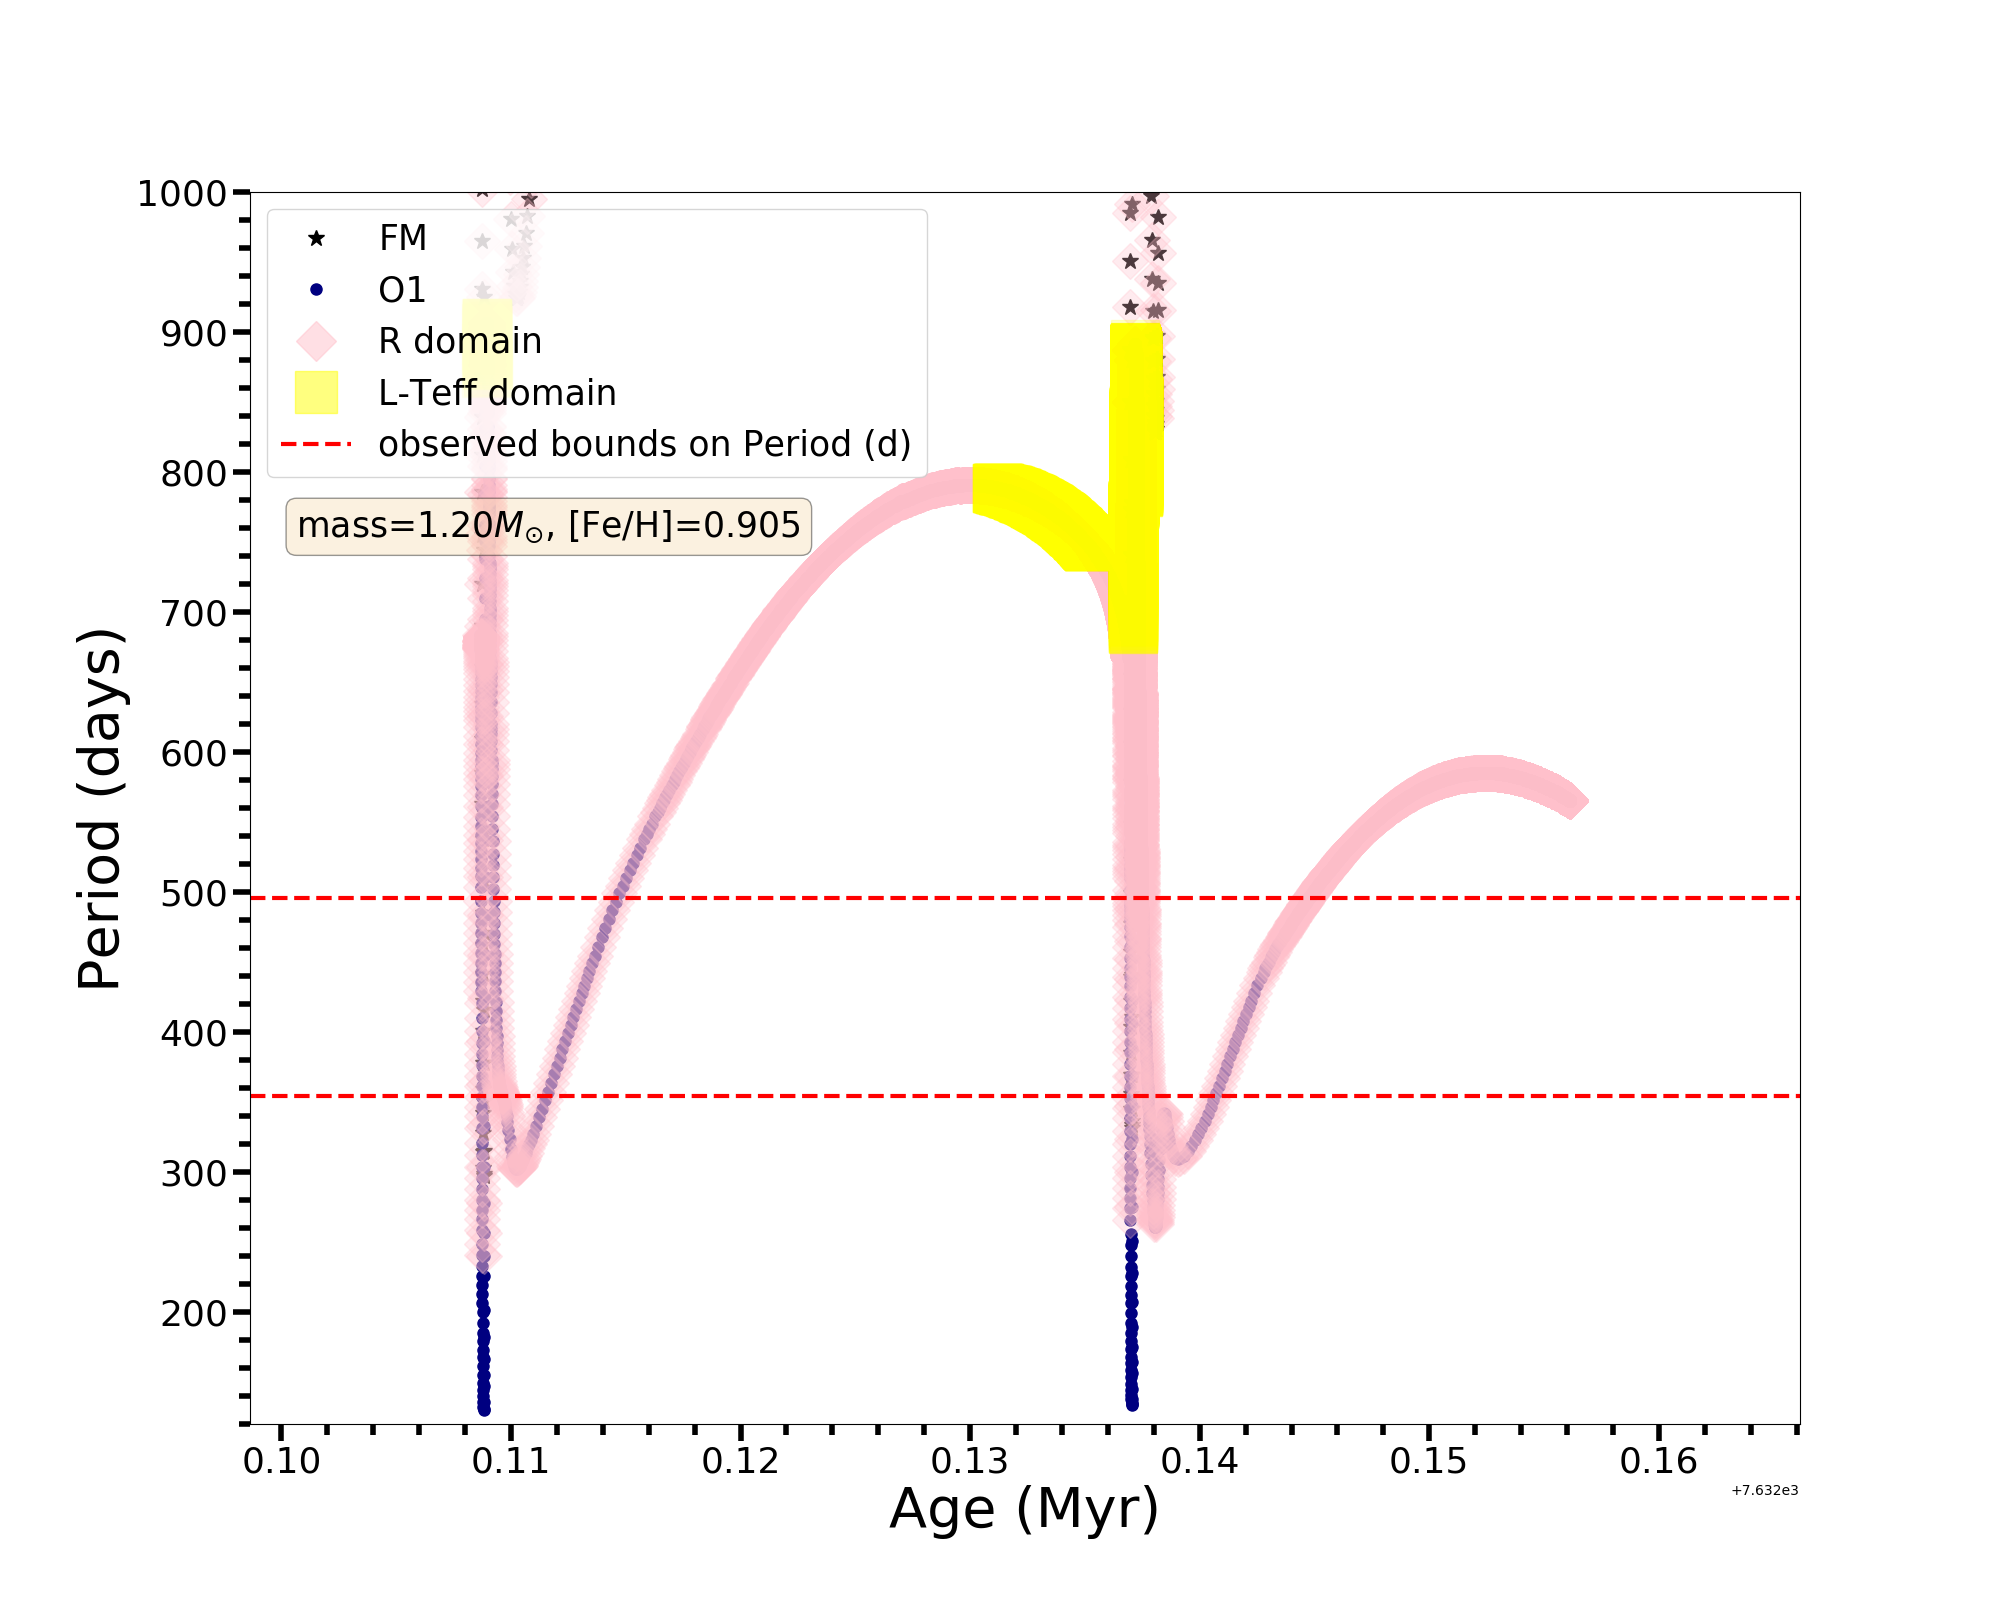 1000
900
800
700
600
500
400
300
200
Period (days)
FM
O1
R domain
L-Teff domain
observed bounds on Period (d)
mass=1.20M☉, [Fe/H]=0.905
0.10 0.11 0.12 0.13 0.14 0.15 0.16
+7.632e3
Age (Myr)